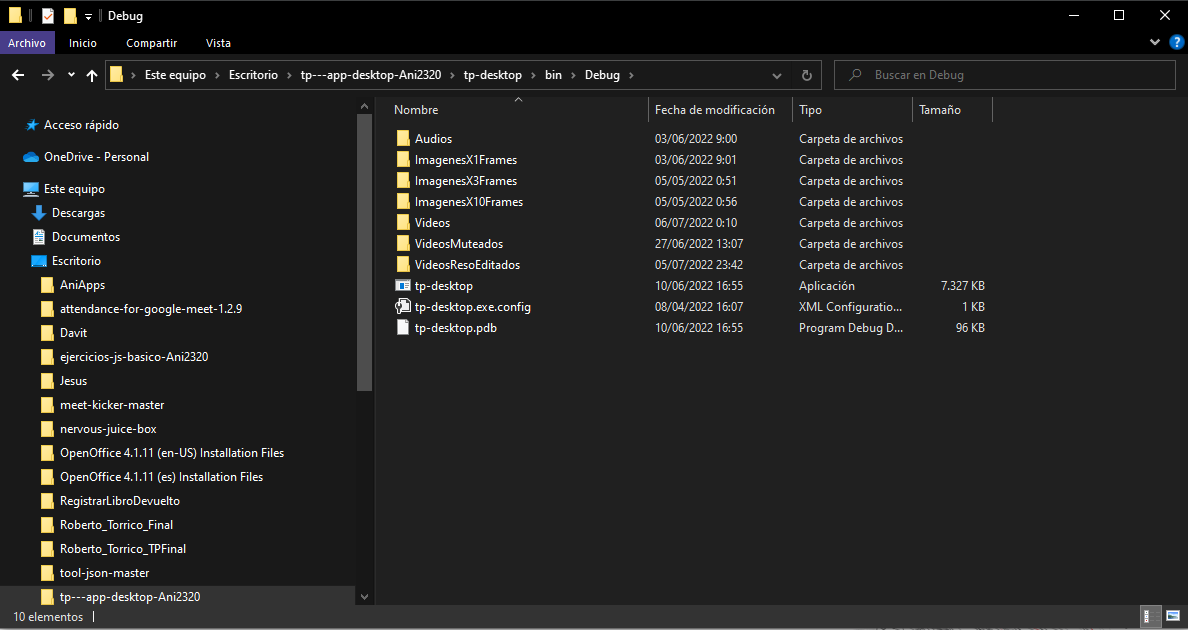 Debug
Archivo Inicio Compartir Vista
Este equipo Escritorio tp---app-desktop-Ani2320 tp-desktop bin Debug
Buscar en Debug
Acceso rápido
OneDrive - Personal
Este equipo
Descargas
Documentos
Escritorio
AniApps
attendance-for-google-meet-1.2.9
Davit
ejercicios-js-basico-Ani2320
Jesus
meet-kicker-master
nervous-juice-box
OpenOffice 4.1.11 (en-US) Installation Files
OpenOffice 4.1.11 (es) Installation Files
RegistrarLibroDevuelto
Roberto_Torrico_Final
Roberto_Torrico_TPFinal
tool-json-master
tp---app-desktop-Ani2320
Nombre Fecha de modificación Tipo Tamaño
Audios 03/06/2022 9:00 Carpeta de archivos
ImagenesX1Frames 03/06/2022 9:01 Carpeta de archivos
ImagenesX3Frames 05/05/2022 0:51 Carpeta de archivos
ImagenesX10Frames 05/05/2022 0:56 Carpeta de archivos
Videos 06/07/2022 0:10 Carpeta de archivos
VideosMuteados 27/06/2022 13:07 Carpeta de archivos
VideosResoEditados 05/07/2022 23:42 Carpeta de archivos
tp-desktop 10/06/2022 16:55 Aplicación 7.327 KB
tp-desktop.exe.config 08/04/2022 16:07 XML Configuratio... 1 KB
tp-desktop.pdb 10/06/2022 16:55 Program Debug D... 96 KB
10 elementos